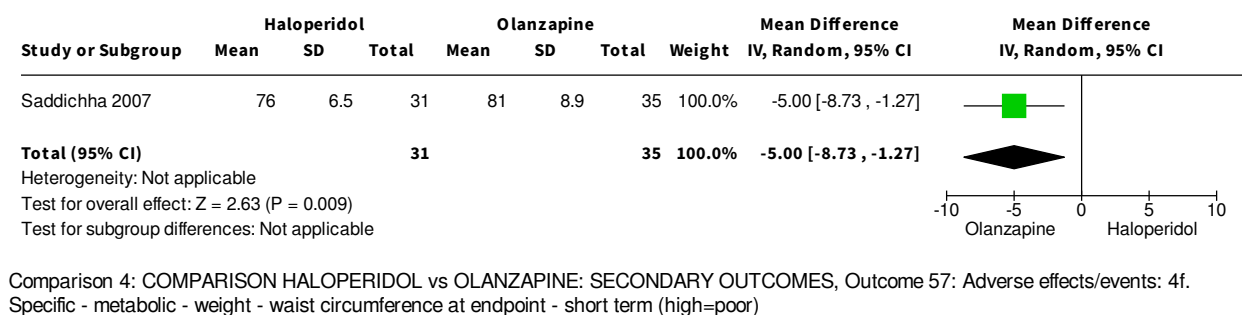 Haloperidol Olanzapine Mean Difference Mean Difference
Study or Subgroup Mean SD Total Mean SD Total Weight IV, Random, 95% CI IV, Random, 95% CI
Saddichha 2007 76 6.5 31 81 8.9 35 100.0% -5.00 [-8.73 , -1.27]
Total (95% CI) 31 35 100.0% -5.00 [-8.73 , -1.27]
Heterogeneity: Not applicable
Test for overall effect: Z = 2.63 (P = 0.009)
Test for subgroup differences: Not applicable
-10 -5 0 5 10
Olanzapine Haloperidol
Comparison 4: COMPARISON HALOPERIDOL vs OLANZAPINE: SECONDARY OUTCOMES, Outcome 57: Adverse effects/events: 4f.
Specific - metabolic - weight - waist circumference at endpoint - short term (high=poor)